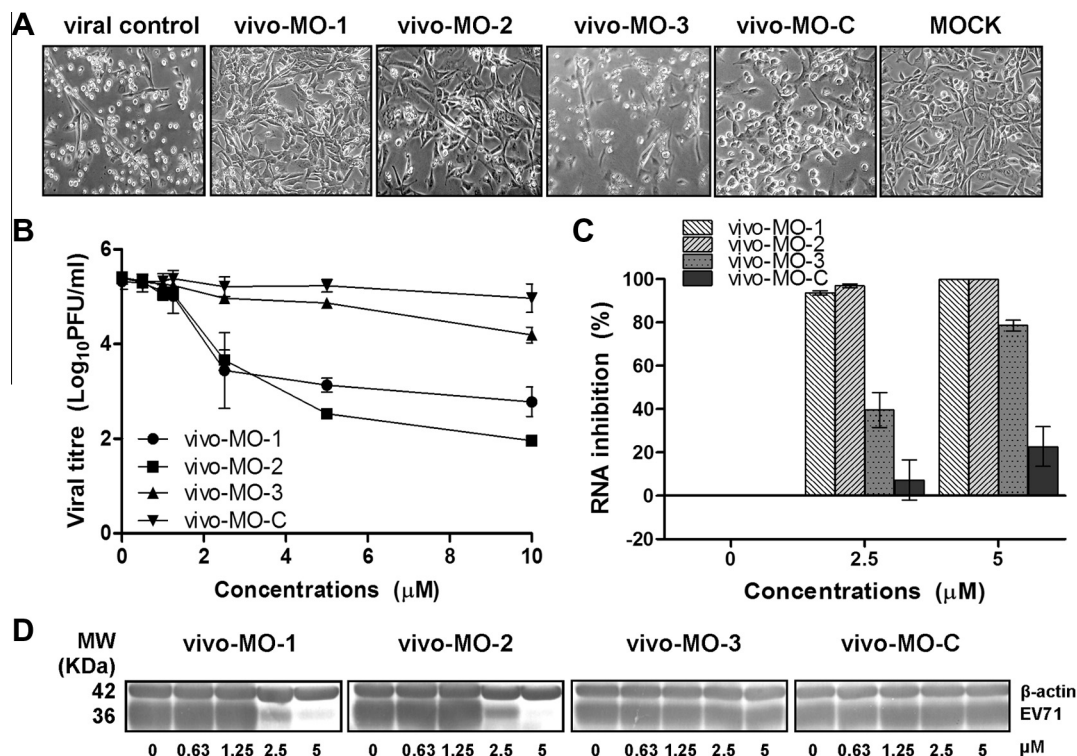 A
viral control vivo-MO-1 vivo-MO-2 vivo-MO-3 vivo-MO-C MOCK
B
Viral titre (Log10PFU/ml)
6
4
2
0
vivo-MO-1
vivo-MO-2
vivo-MO-3
vivo-MO-C
0 2 4 6 8 10
Concentrations (μM)
C
vivo-MO-1
vivo-MO-2
vivo-MO-3
vivo-MO-C
RNA inhibition (%)
100
80
60
40
20
0
-20
0 2.5 5
Concentrations (μM)
D
MW
(KDa)
vivo-MO-1 vivo-MO-2 vivo-MO-3 vivo-MO-C
42 β-actin
36 EV71
0 0.63 1.25 2.5 5 0 0.63 1.25 2.5 5 0 0.63 1.25 2.5 5 0 0.63 1.25 2.5 5 μM